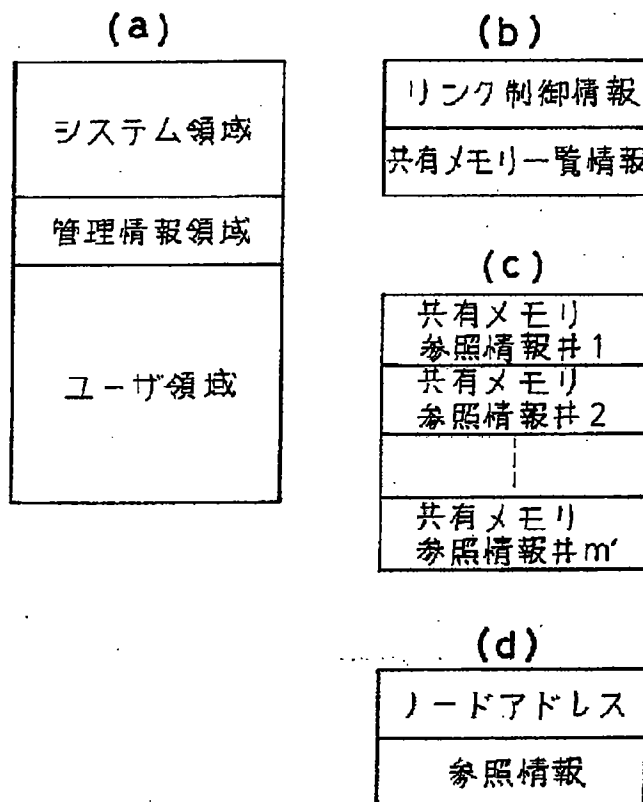 (a)
システム領域
管理情報領域
ユーザ領域
(b)
リンク制御情報
共有メモリ一覧情報
(c)
共有メモリ
参照情報#1
共有メモリ
参照情報#2
共有メモリ
参照情報#m'
(d)
ノードアドレス
参照情報